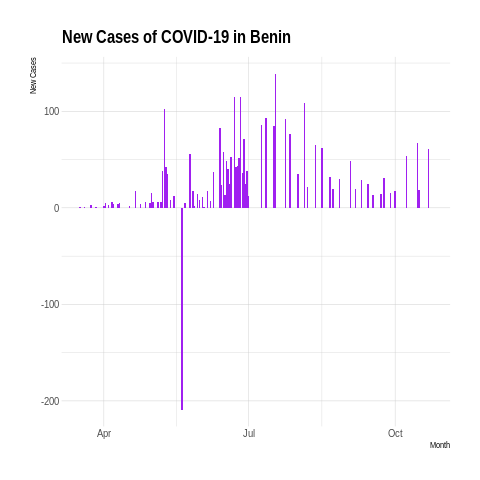 New Cases of COVID-19 in Benin
New Cases
100
0
-100
-200
Apr
Jul
Oct
Month